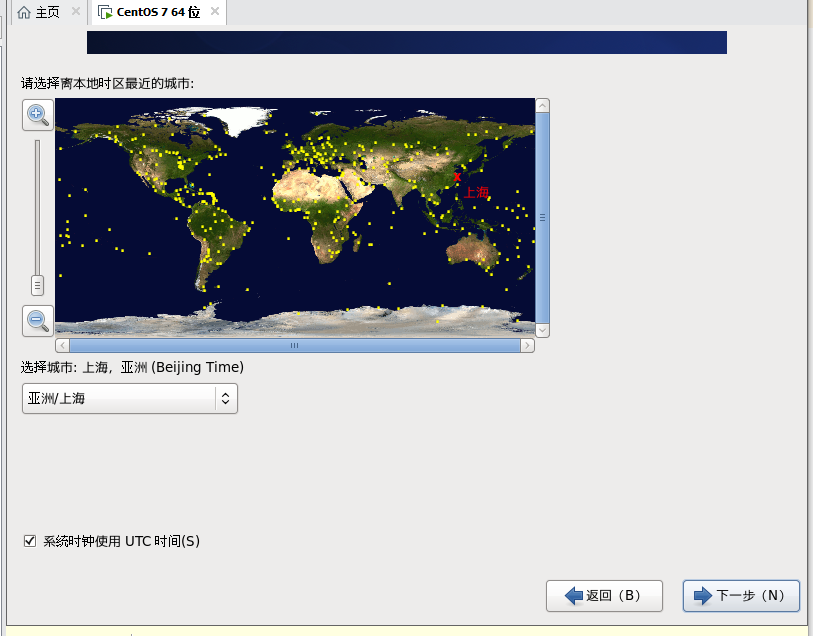 主页
CentOS 7 64 位
请选择离本地时区最近的城市:
上海
选择城市: 上海, 亚洲 (Beijing Time)
亚洲/上海
系统时钟使用 UTC 时间(S)
返回（B）
下一步（N）